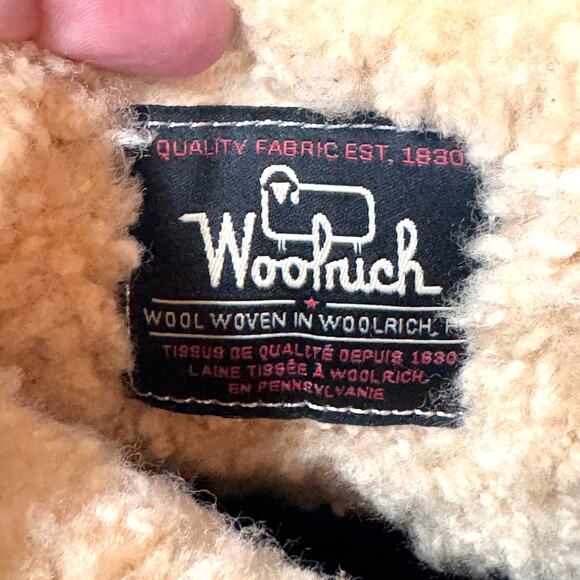 QUALITY FABRIC EST. 1830
Woolrich
WOOL WOVEN IN WOOLRICH,
TISSUS DE QUALITÉ DEPUIS 1830
LAINE TISSÉE À WOOLRICH,
EN PENNSYLVANIE